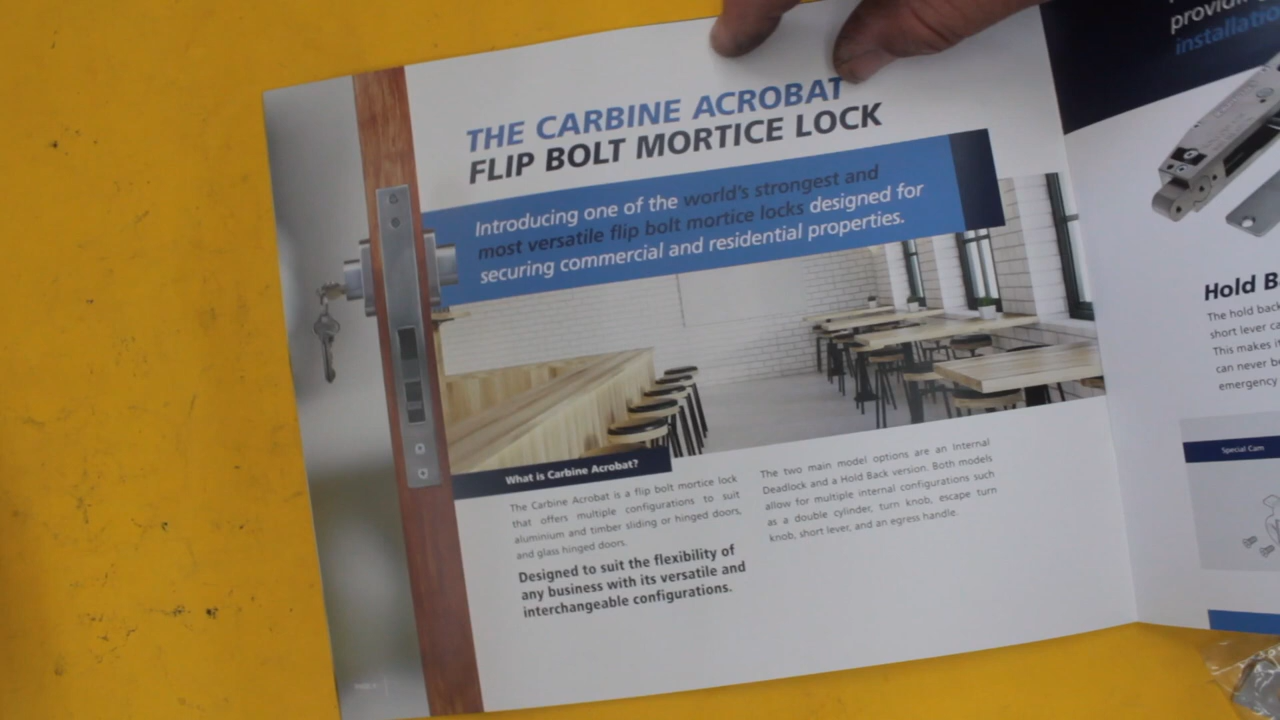 THE CARBINE ACROBAT
FLIP BOLT MORTICE LOCK
Introducing one of the world's strongest and
most versatile flip bolt mortice locks designed for
securing commercial and residential properties.
What is Carbine Acrobat?
The Carbine Acrobat is a flip bolt mortice lock
that offers multiple configurations to suit
aluminium and timber sliding or hinged doors,
and glass hinged doors.
Designed to suit the flexibility of
any business with its versatile and
interchangeable configurations.
The two main model options are an Internal
Deadlock and a Hold Back version. Both models
allow for multiple internal configurations such
as a double cylinder, turn knob, escape turn
knob, short lever, and an egress handle.
installatio
Hold B
The hold back
short lever ca
This makes i
can never b
emergency
Special Cam